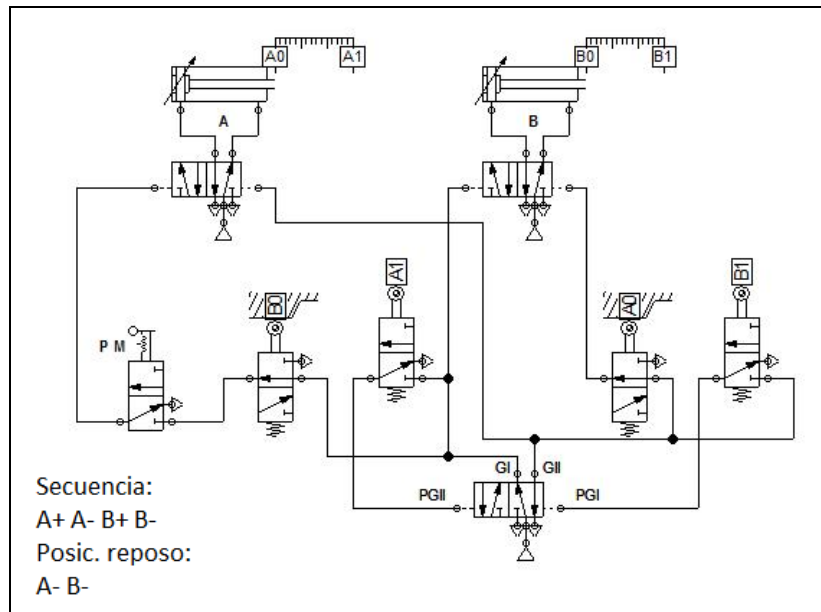 A0 A1 B0 B1
A B
A1 B1
B0 A0
P M
GI GII
PGII PGI
Secuencia:
A+ A- B+ B-
Posic. reposo:
A- B-